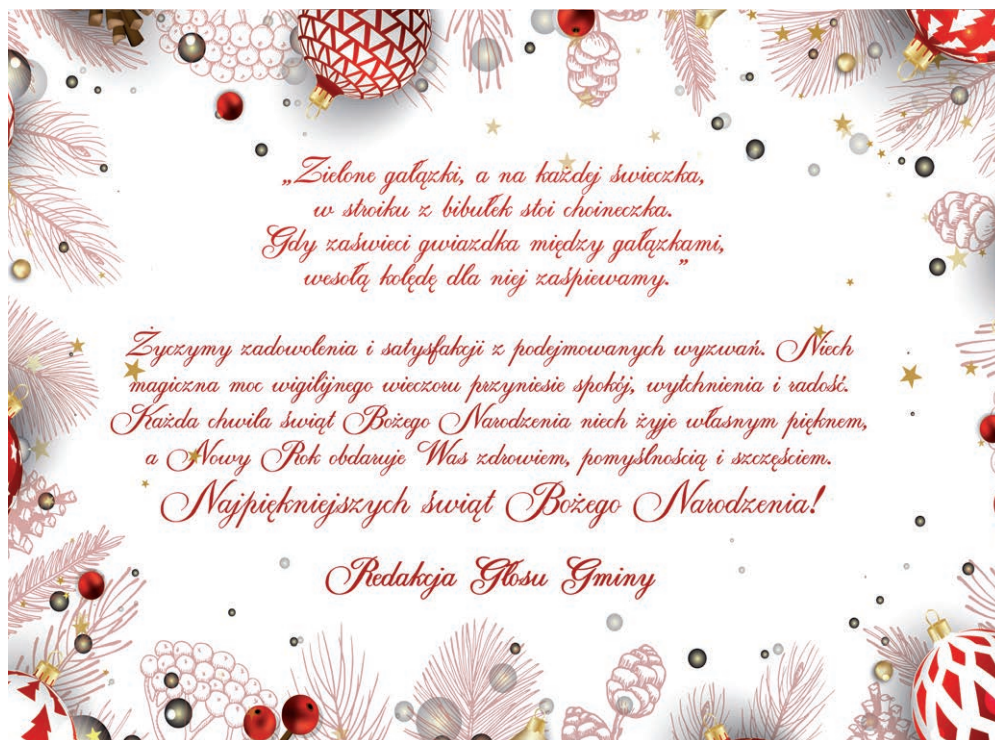 „Zielone gałązki, a na każdej świeczka,
w stroiku z bibułek stoi choineczka.
Gdy zaświeci gwiazdka między gałązkami,
wesołą kolędę dla niej zaśpiewamy.”
Życzymy zadowolenia i satysfakcji z podejmowanych wyzwań. Niech
magiczna moc wigilijnego wieczoru przyniesie spokój, wytchnienia i radość.
Każda chwila świąt Bożego Narodzenia niech żyje własnym pięknem,
a Nowy Rok obdaruje Was zdrowiem, pomyślnością i szczęściem.
Najpiękniejszych świąt Bożego Narodzenia!
Redakcja Głosu Gminy